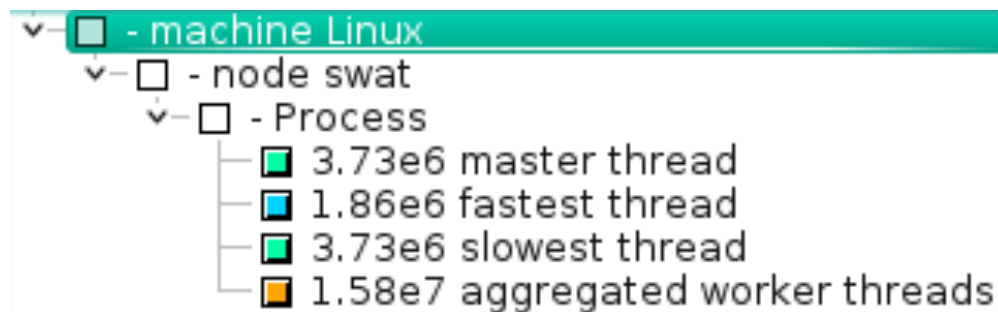 - machine Linux
- node swat
- Process
3.73e6 master thread
1.86e6 fastest thread
3.73e6 slowest thread
1.58e7 aggregated worker threads